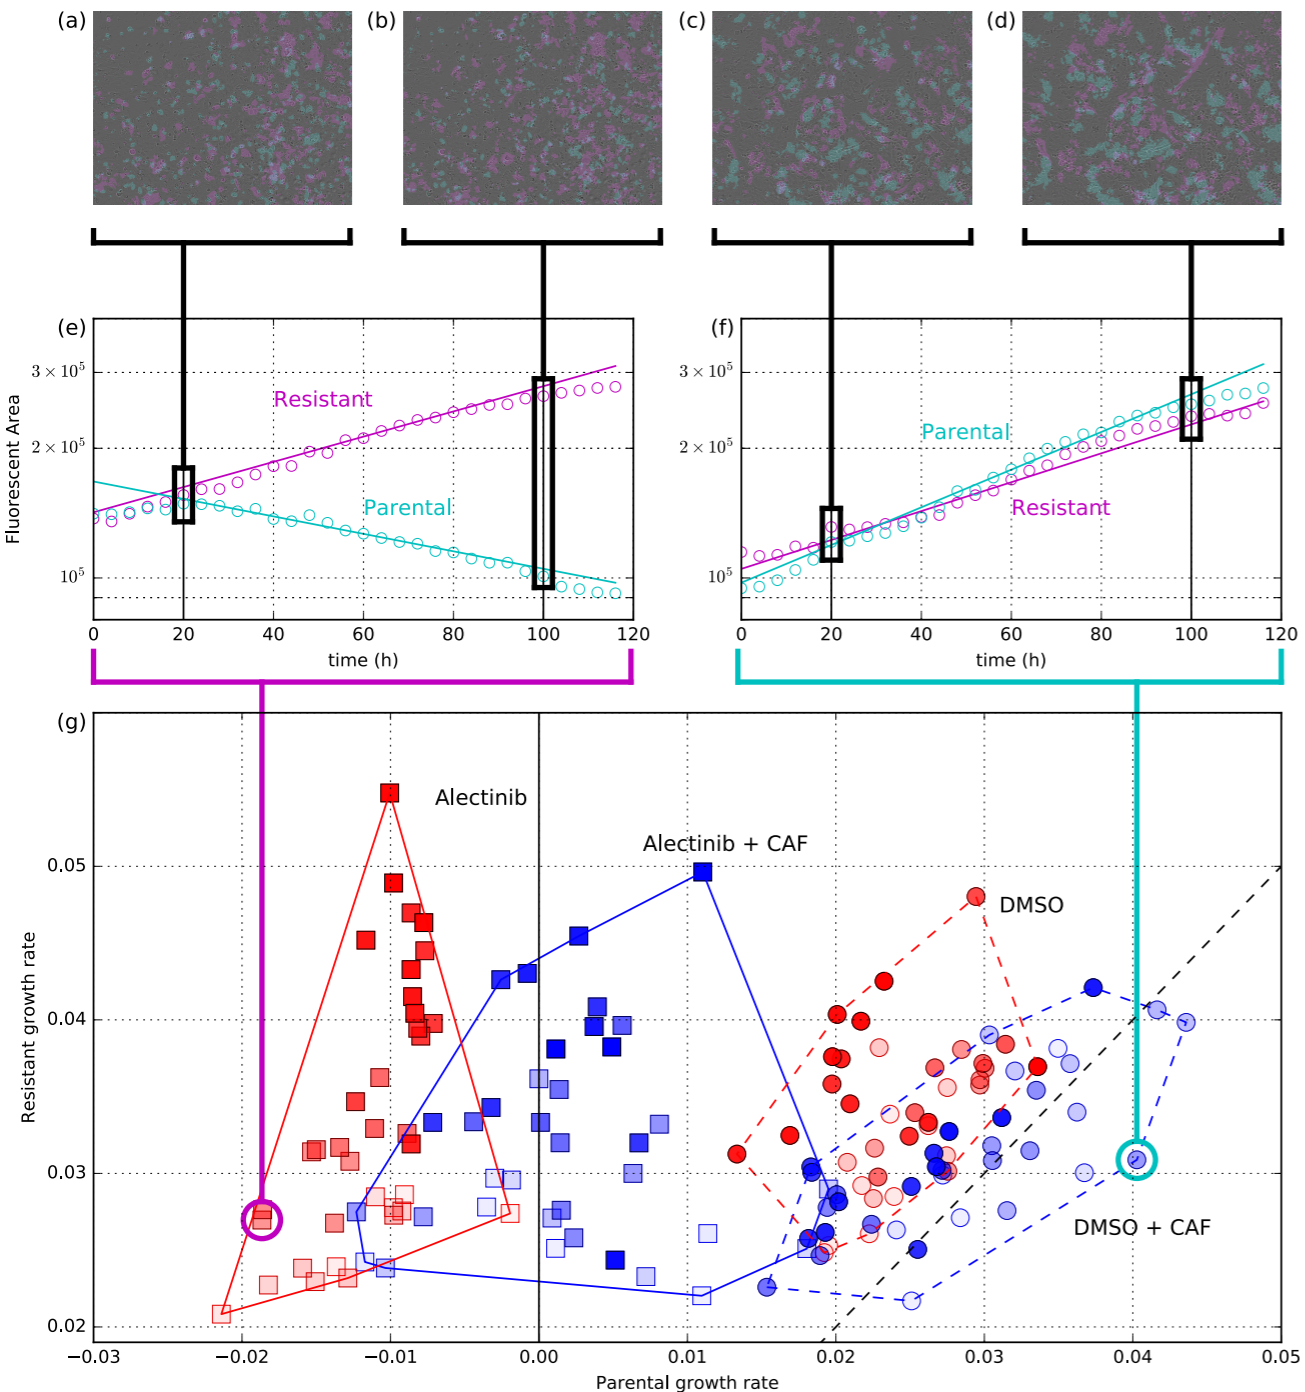 (a) (b) (c) (d)
(e) (f)
Fluorescent Area
3 × 10⁵ 3 × 10⁵
Resistant
Parental
2 × 10⁵ 2 × 10⁵
Parental
Resistant
10⁵ 10⁵
0 20 40 60 80 100 120 0 20 40 60 80 100 120
time (h) time (h)
(g)
Alectinib
Alectinib + CAF
DMSO
DMSO + CAF
Resistant growth rate
0.05
0.04
0.03
0.02
−0.03 −0.02 −0.01 0.00 0.01 0.02 0.03 0.04 0.05
Parental growth rate